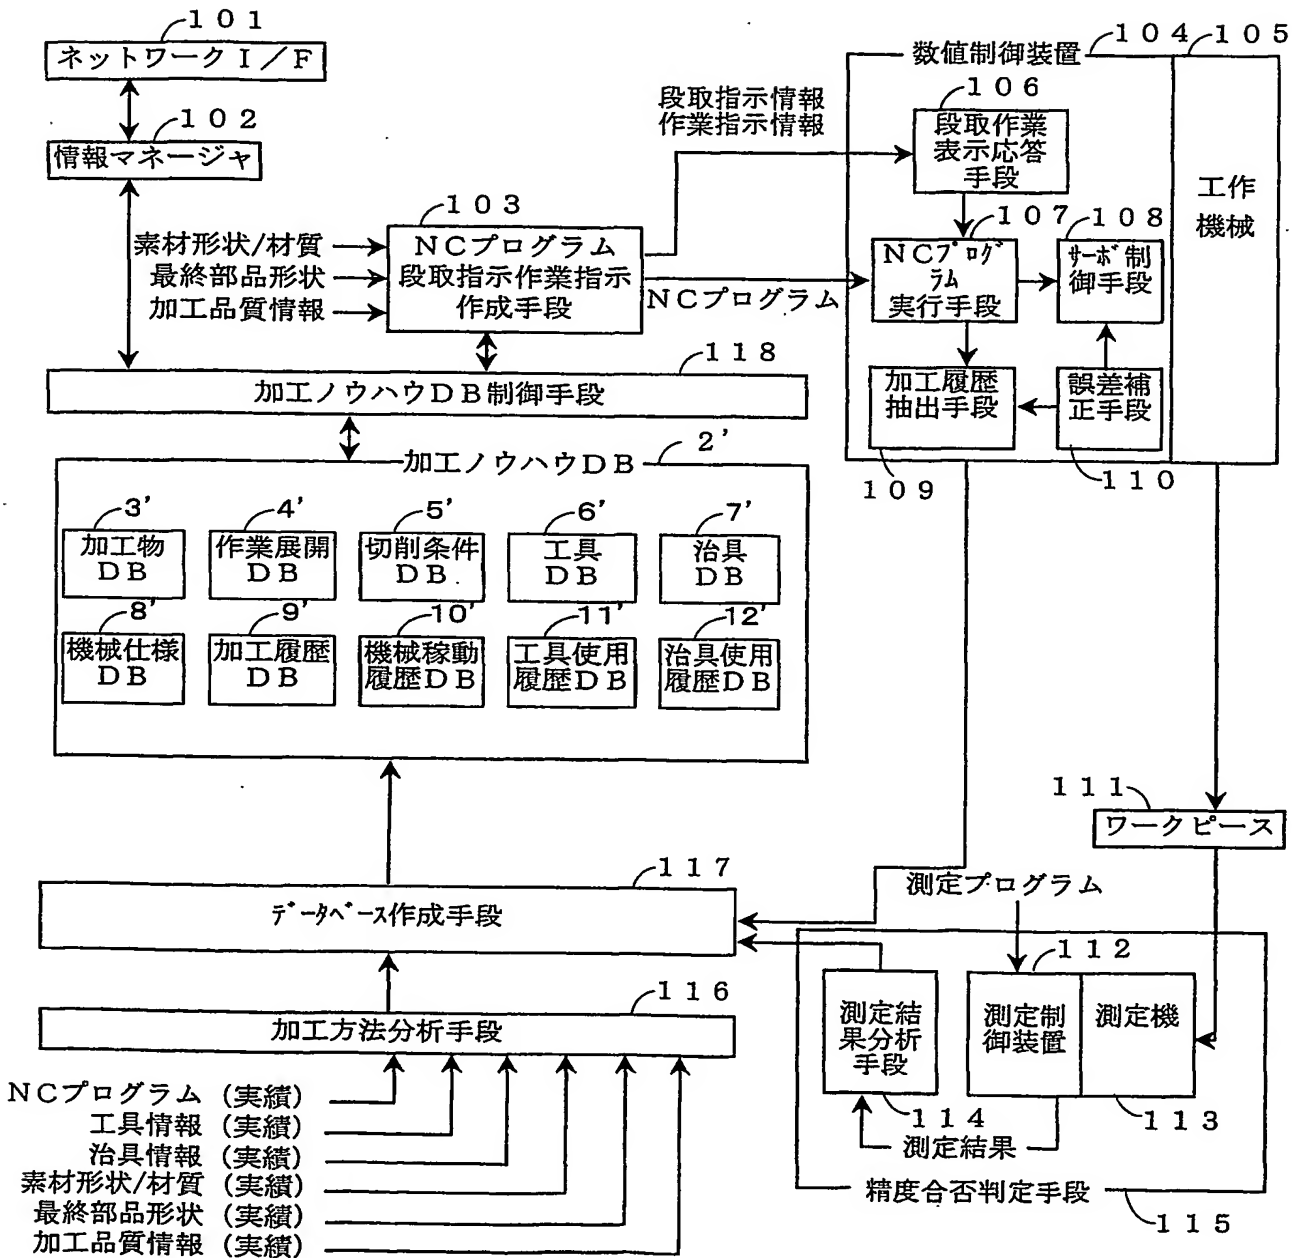 101
ネットワークI/F
102
情報マネージャ
103
素材形状/材質
最終部品形状
加工品質情報
NCプログラム
段取指示作業指示
作成手段
段取指示情報
作業指示情報
NCプログラム
104
105
数値制御装置
106
段取作業
表示応答
手段
107
NCプログ
ラム
実行手段
108
サーボ制
御手段
加工履歴
抽出手段
109
誤差補
正手段
110
工作
機械
118
加工ノウハウDB制御手段
2'
加工ノウハウDB
3'
加工物
DB
4'
作業展開
DB
5'
切削条件
DB
6'
工具
DB
7'
治具
DB
8'
機械仕様
DB
9'
加工履歴
DB
10'
機械稼動
履歴DB
11'
工具使用
履歴DB
12'
治具使用
履歴DB
111
ワークピース
117
データベース作成手段
測定プログラム
112
測定結
果分析
手段
測定制
御装置
測定機
114
113
測定結果
精度合否判定手段
115
116
加工方法分析手段
NCプログラム (実績)
工具情報 (実績)
治具情報 (実績)
素材形状/材質 (実績)
最終部品形状 (実績)
加工品質情報 (実績)